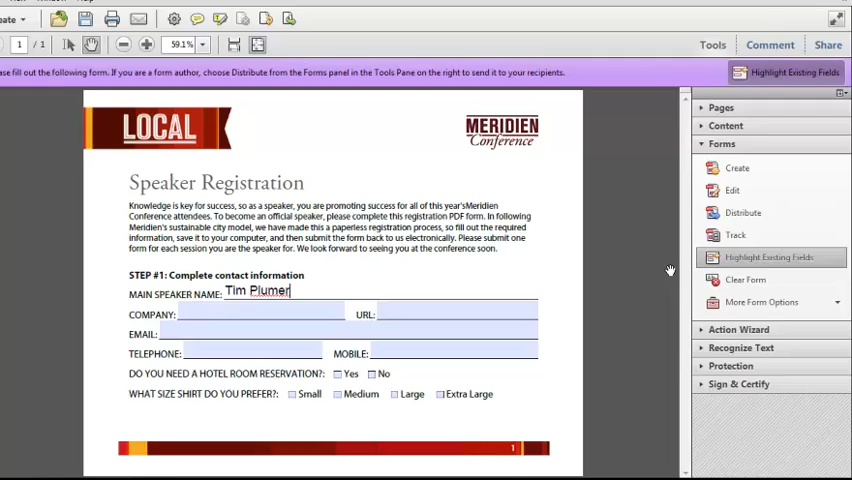 1 / 1
59.1%
Tools
Comment
Share
ase fill out the following form. If you are a form author, choose Distribute from the Forms panel in the Tools Pane on the right to send it to your recipients.
Highlight Existing Fields
LOCAL
MERIDIEN
Conference
Speaker Registration
Knowledge is key for success, so as a speaker, you are promoting success for all of this year'sMeridien
Conference attendees. To become an official speaker, please complete this registration PDF form. In following
Meridien's sustainable city model, we have made this a paperless registration process, so fill out the required
information, save it to your computer, and then submit the form back to us electronically. Please submit one
form for each session you are the speaker for. We look forward to seeing you at the conference soon.
STEP #1: Complete contact information
MAIN SPEAKER NAME: Tim Plumer
COMPANY: URL:
EMAIL:
TELEPHONE: MOBILE:
DO YOU NEED A HOTEL ROOM RESERVATION?: Yes No
WHAT SIZE SHIRT DO YOU PREFER?: Small Medium Large Extra Large
1
Pages
Content
Forms
Create
Edit
Distribute
Track
Highlight Existing Fields
Clear Form
More Form Options
Action Wizard
Recognize Text
Protection
Sign & Certify